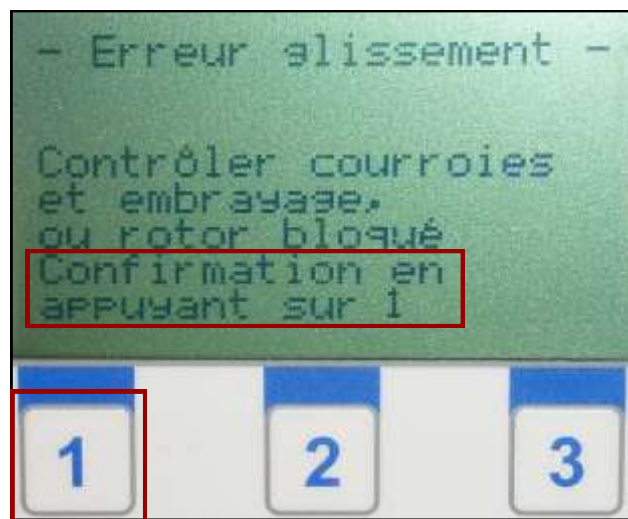 - Erreur glissement -
Contrôler courroies
et embrayage,
ou rotor bloqué
Confirmation en
appuyant sur 1
1 2 3